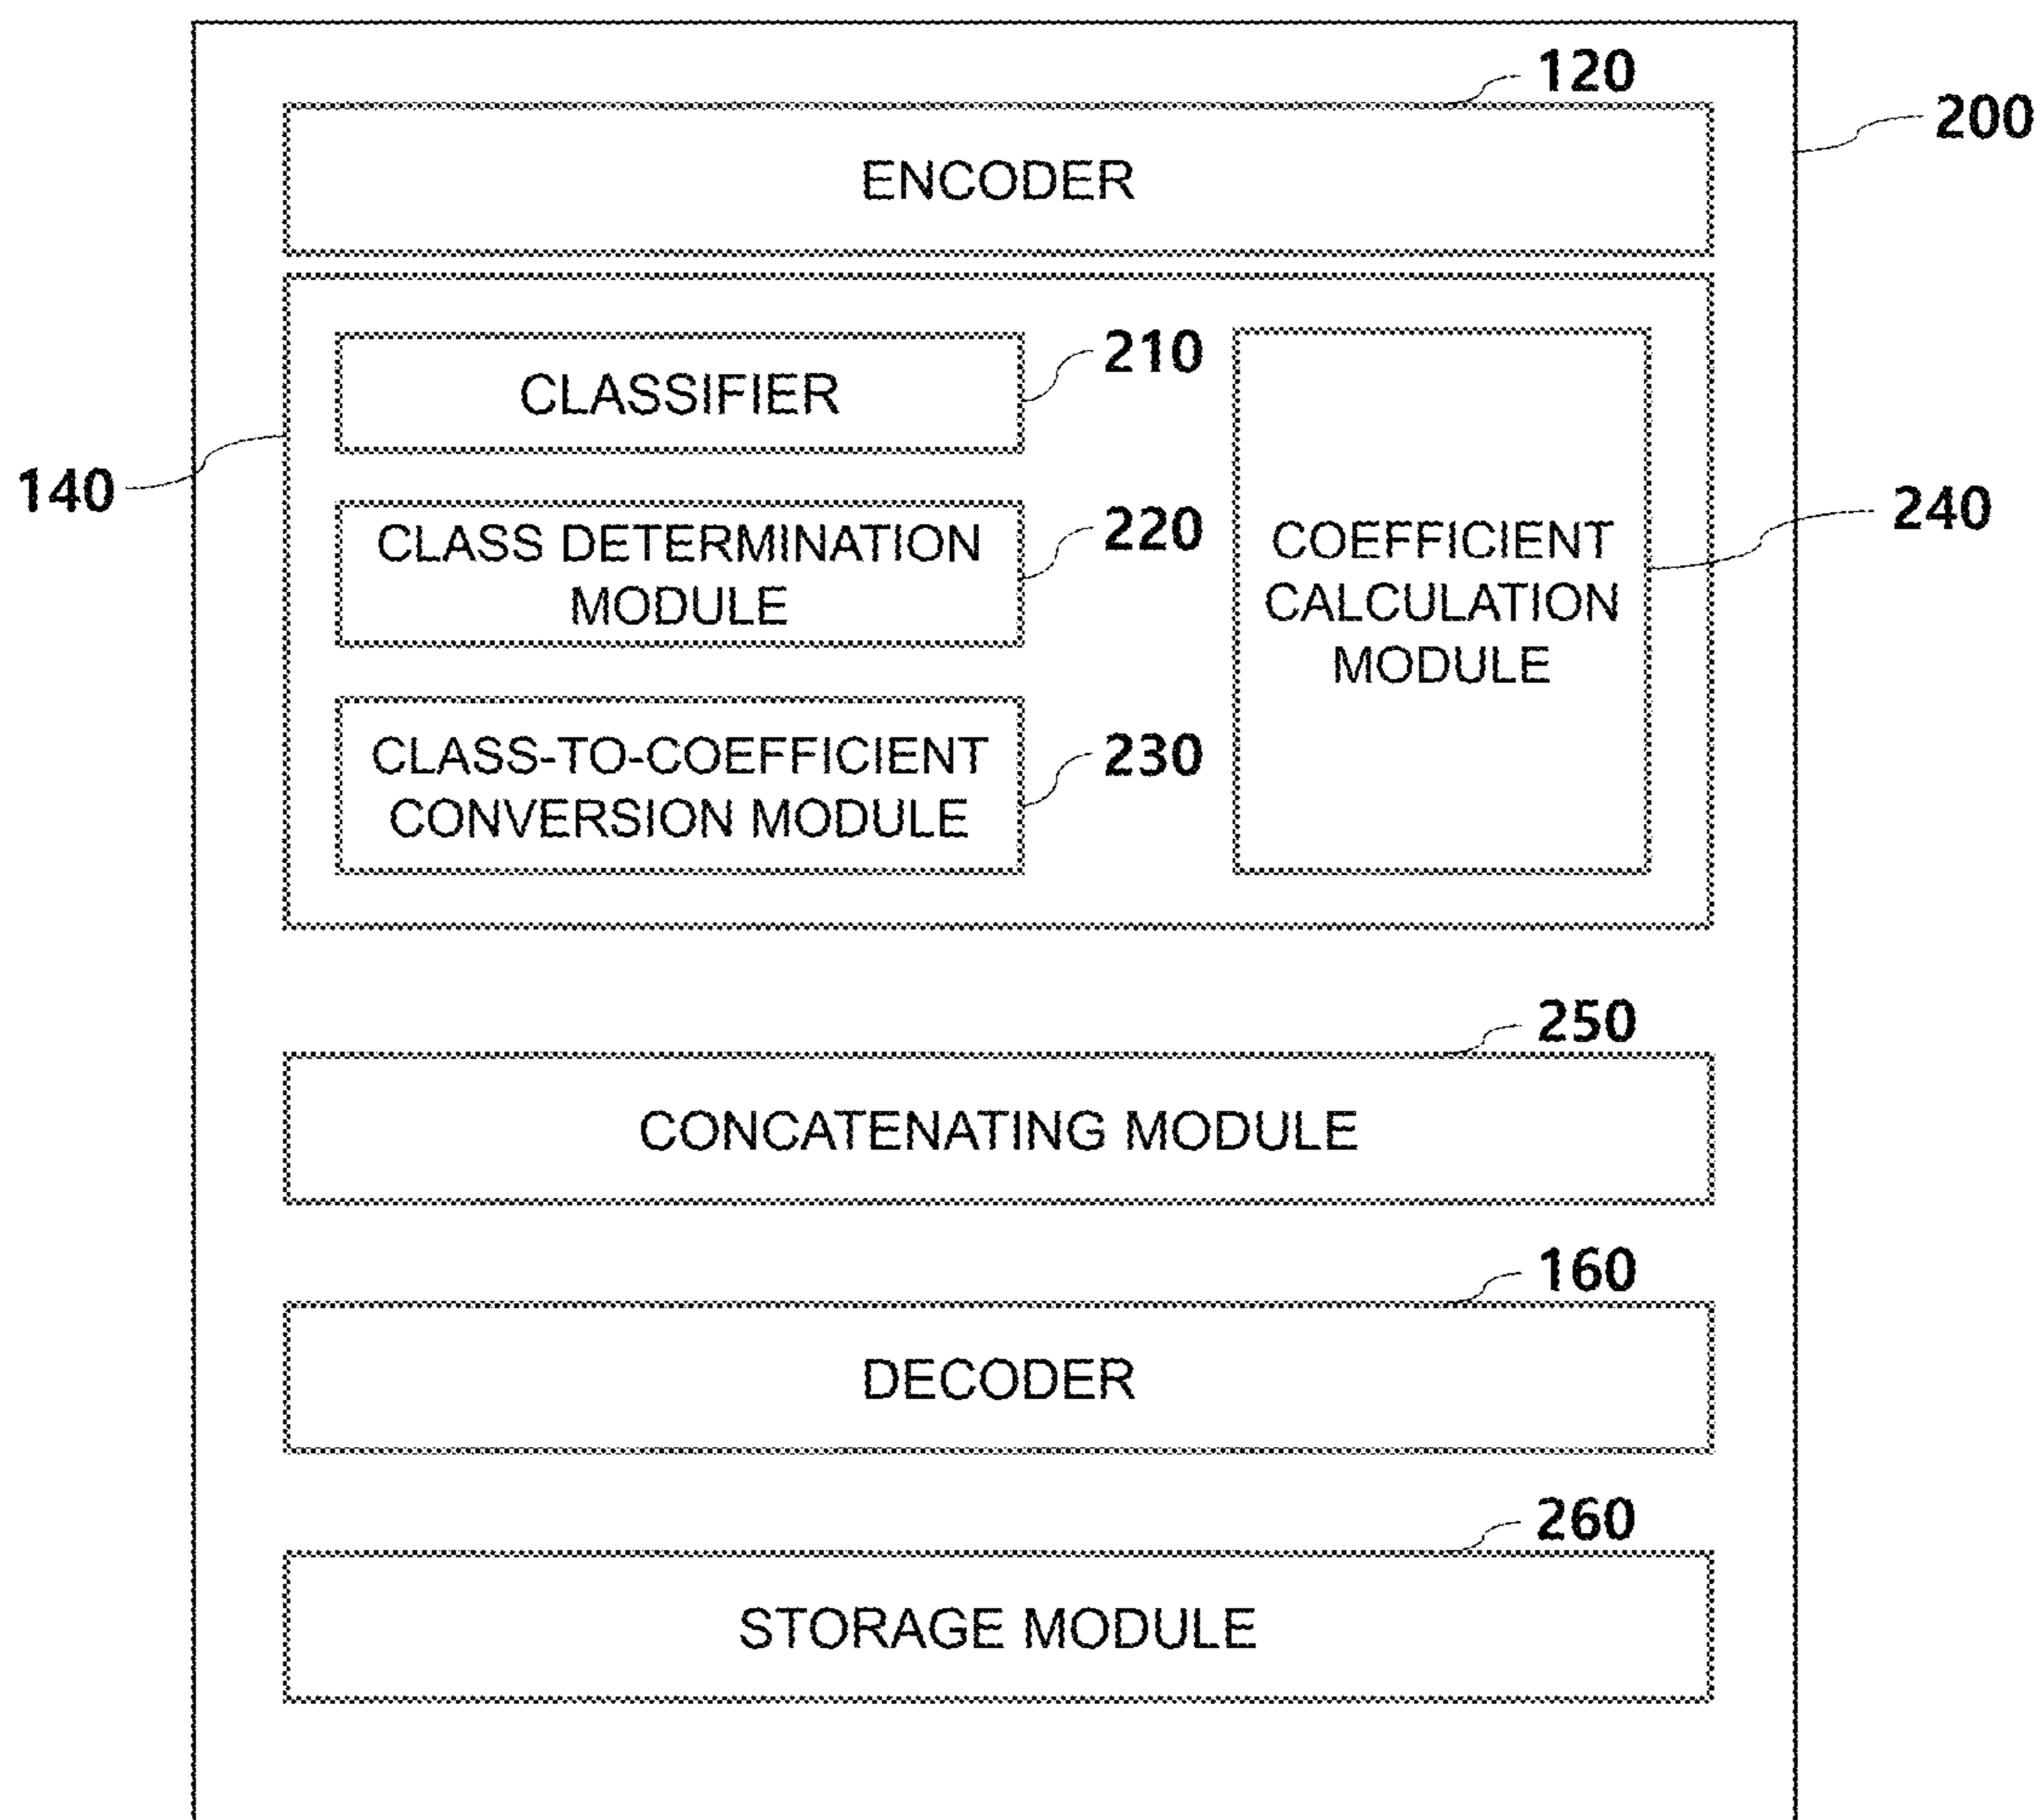 120
200
ENCODER
140
CLASSIFIER
210
CLASS DETERMINATION
MODULE
220
CLASS-TO-COEFFICIENT
CONVERSION MODULE
230
COEFFICIENT
CALCULATION
MODULE
240
250
CONCATENATING MODULE
160
DECODER
260
STORAGE MODULE